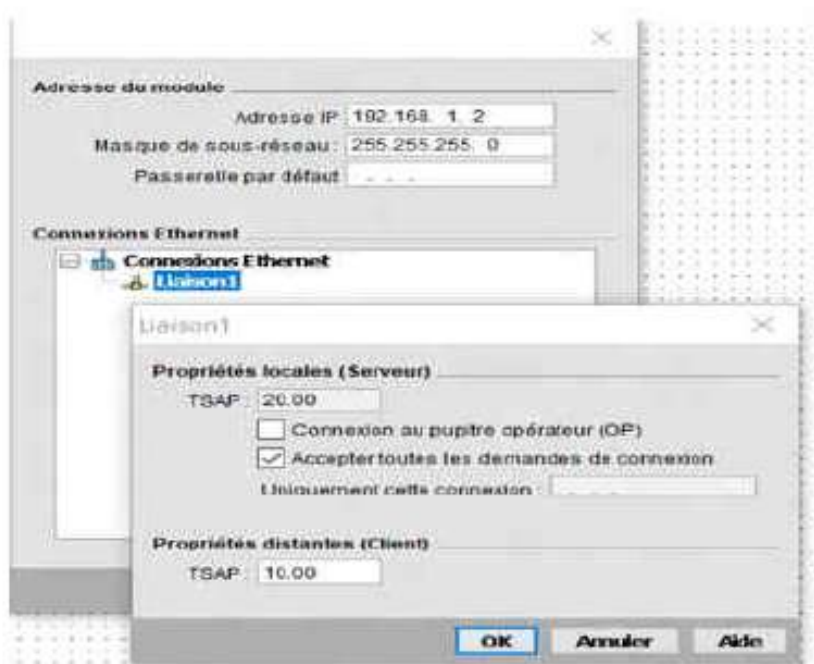 Adresse du module
Adresse IP 192.168. 1. 2
Masque de sous-réseau : 255.255.255. 0
Passerelle par défaut . . .
Connexions Ethernet
Connexions Ethernet
Liaison1
Liaison1
Propriétés locales (Serveur)
TSAP : 20.00
Connexion au pupitre opérateur (OP)
Accepter toutes les demandes de connexion
Uniquement cette connexion : . . .
Propriétés distantes (Client)
TSAP : 10.00
OK Annuler Aide